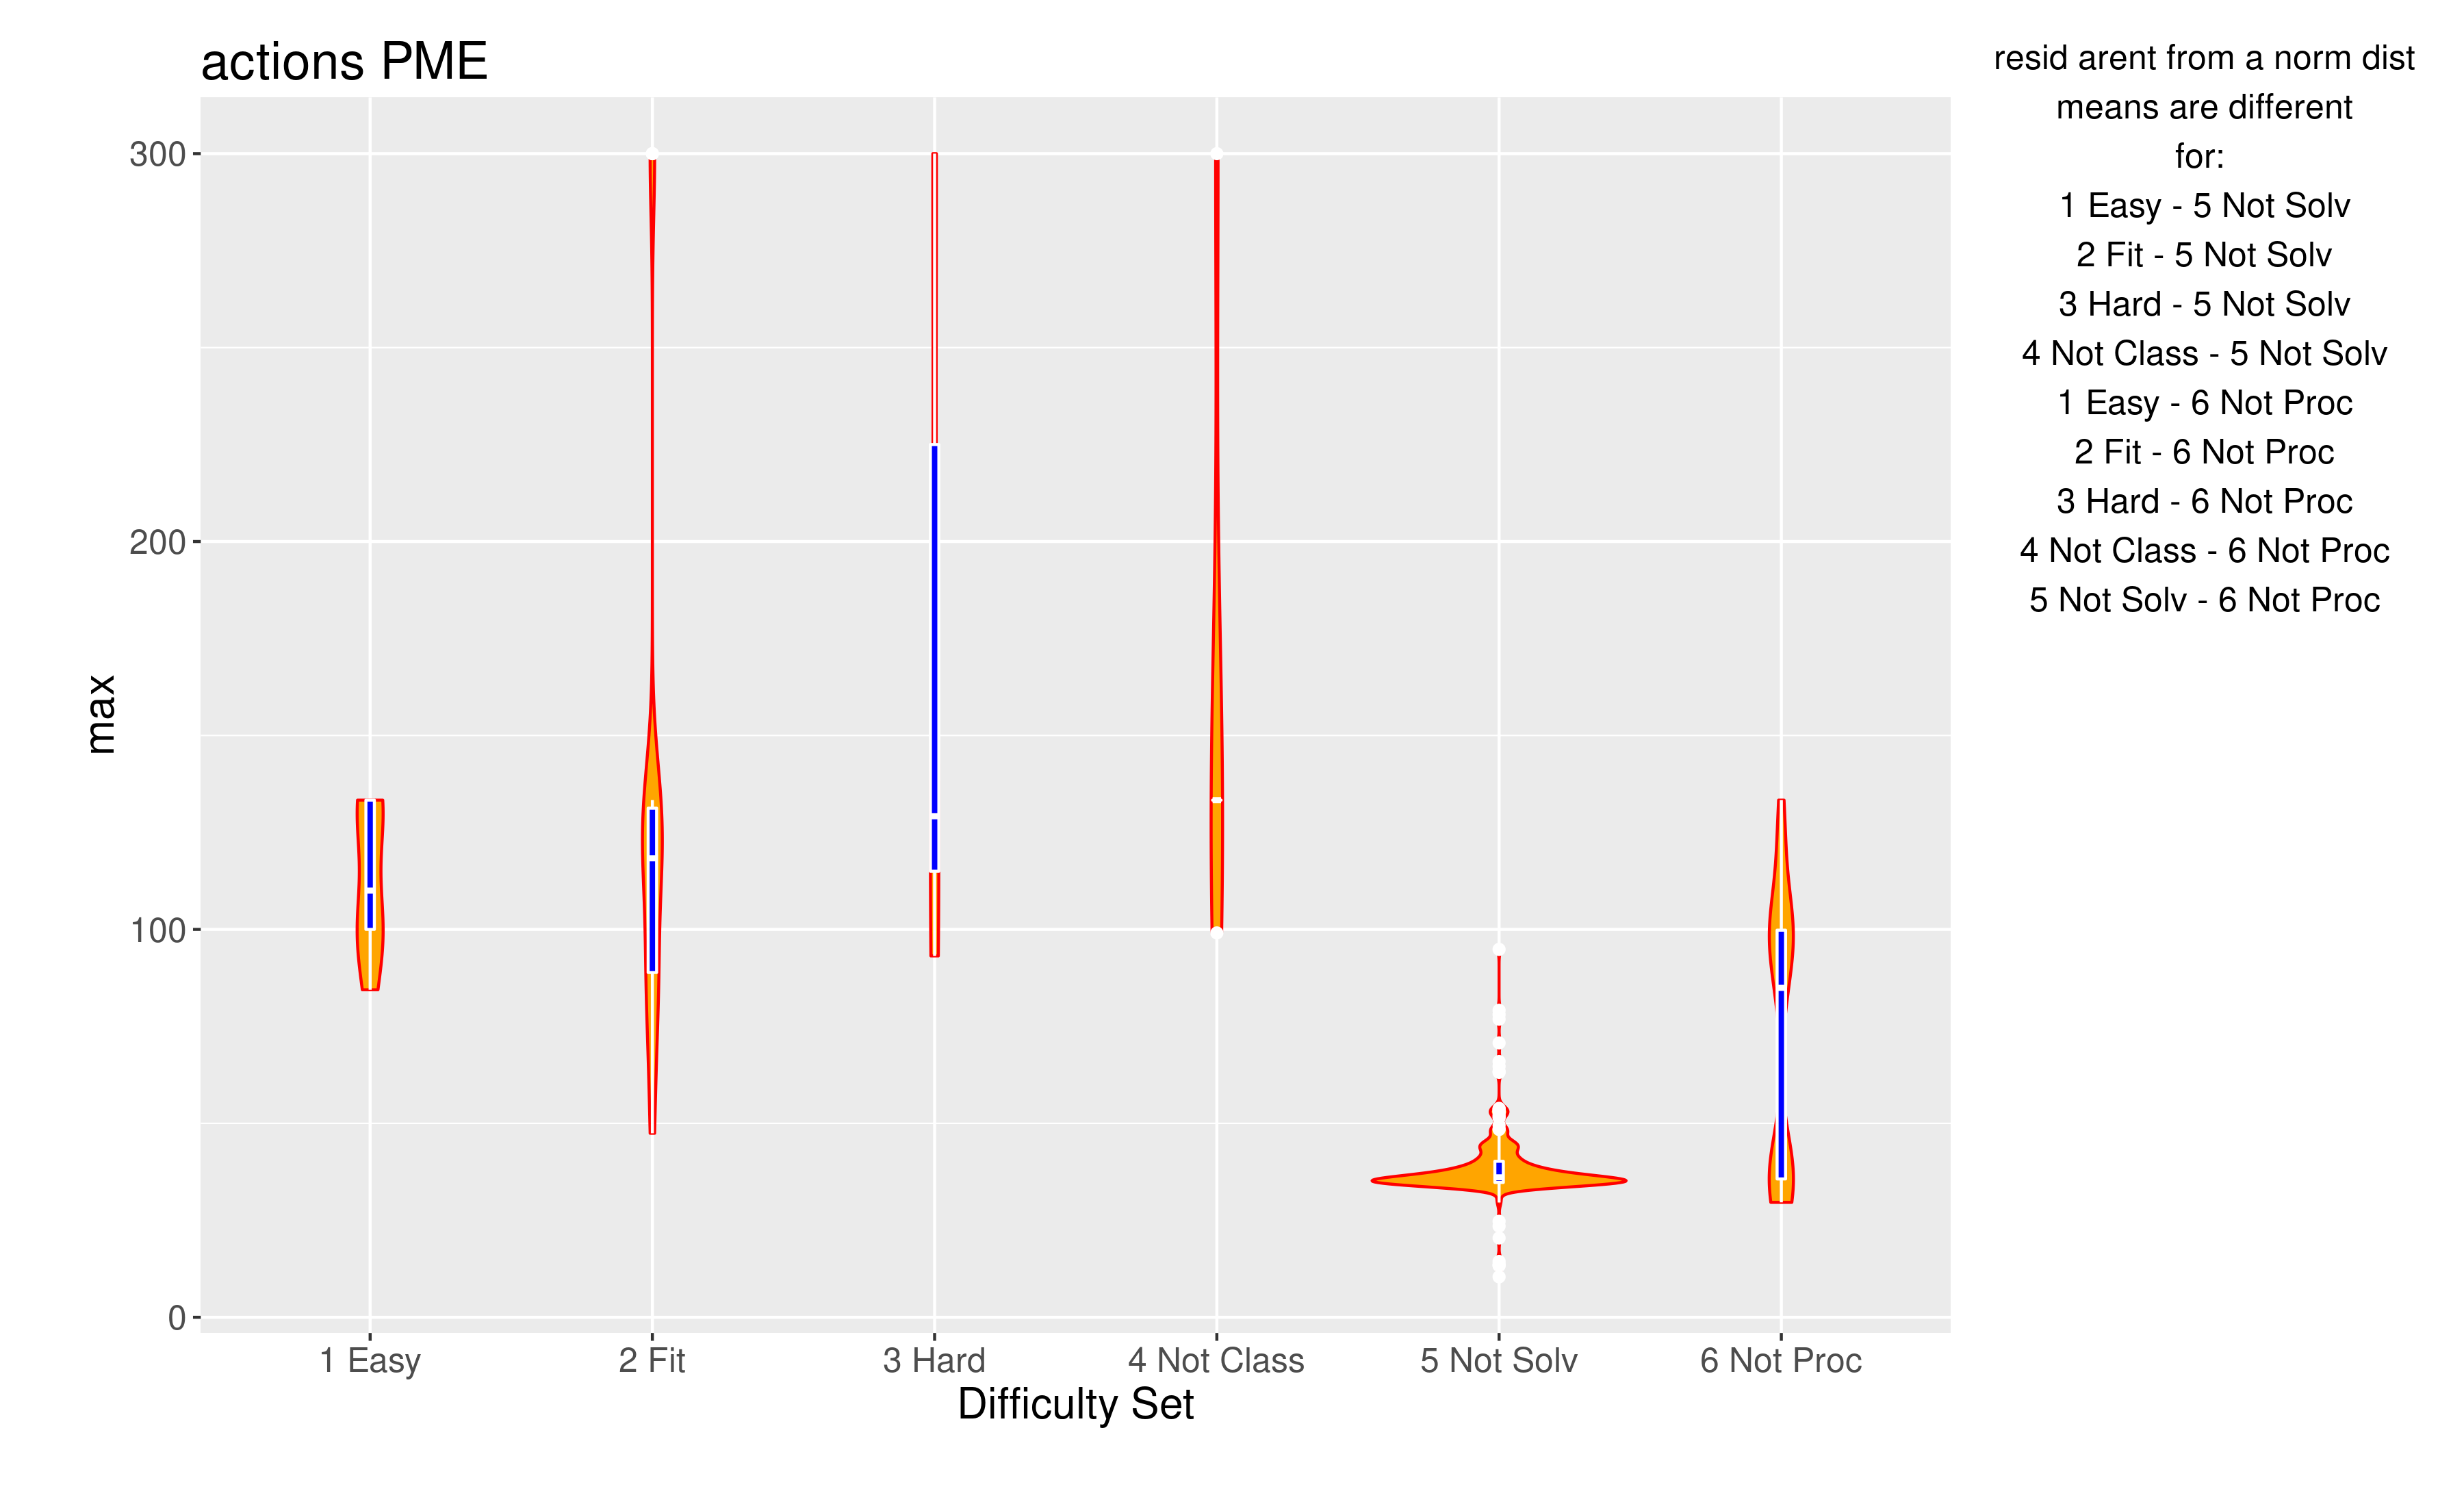 actions PME
resid arent from a norm dist
means are different
for:
1 Easy - 5 Not Solv
2 Fit - 5 Not Solv
3 Hard - 5 Not Solv
4 Not Class - 5 Not Solv
1 Easy - 6 Not Proc
2 Fit - 6 Not Proc
3 Hard - 6 Not Proc
4 Not Class - 6 Not Proc
5 Not Solv - 6 Not Proc
max
300
200
100
0
1 Easy
2 Fit
3 Hard
4 Not Class
5 Not Solv
6 Not Proc
Difficulty Set